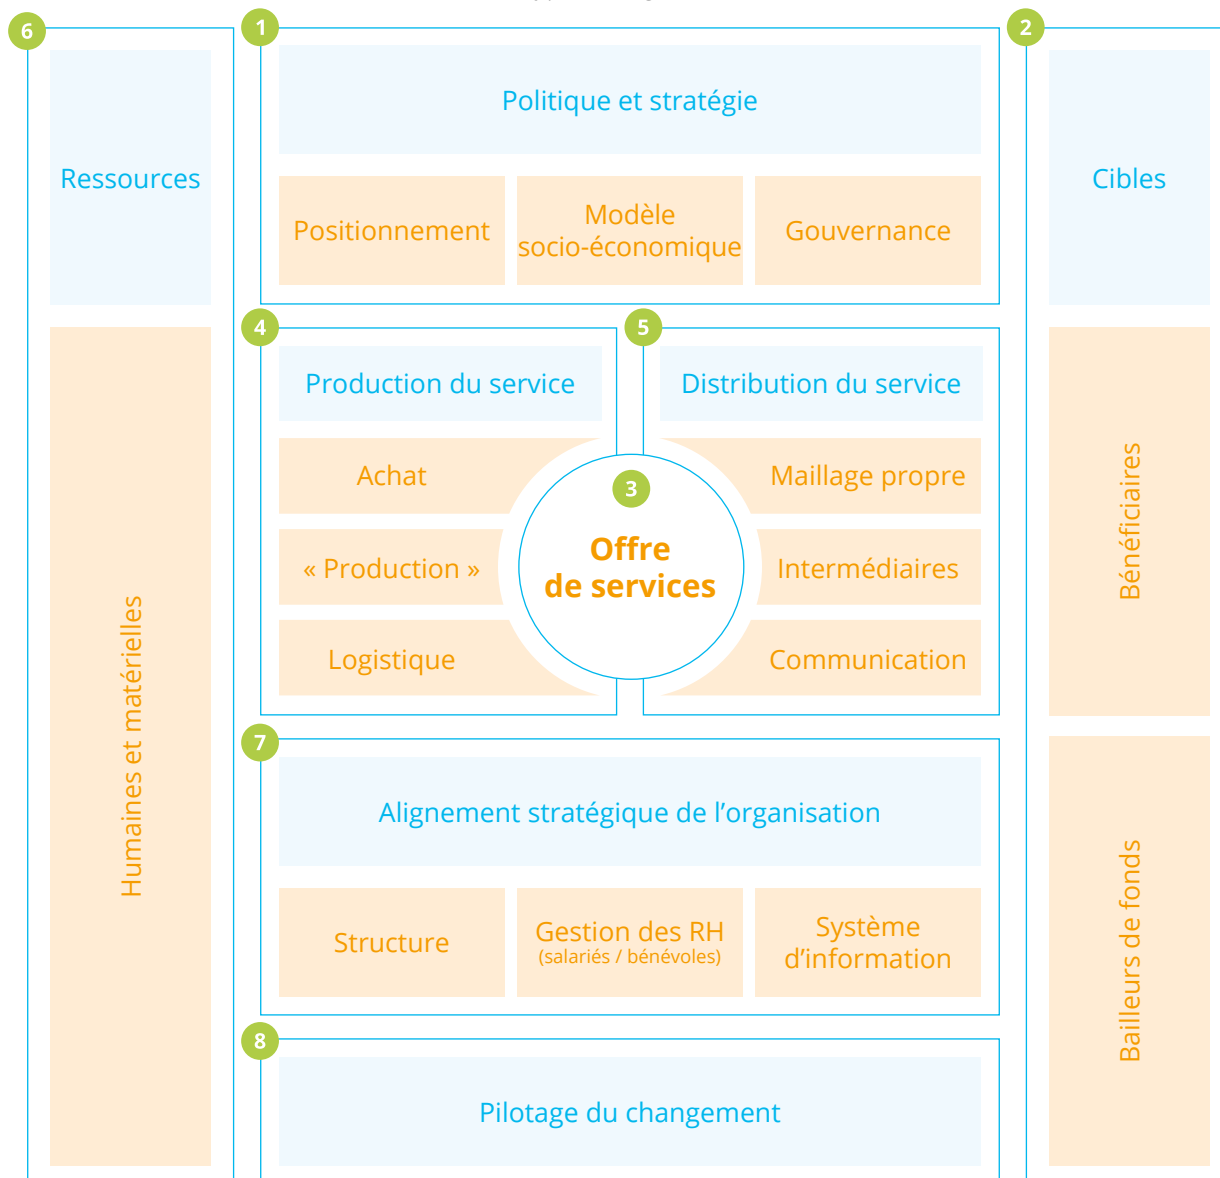 6
Ressources
Humaines et matérielles
1
Politique et stratégie
Positionnement
Modèle
socio-économique
Gouvernance
2
Cibles
Bénéficiaires
Bailleurs de fonds
4
Production du service
Achat
« Production »
Logistique
5
Distribution du service
Maillage propre
Intermédiaires
Communication
3
Offre
de services
7
Alignement stratégique de l’organisation
Structure
Gestion des RH
(salariés / bénévoles)
Système
d’information
8
Pilotage du changement